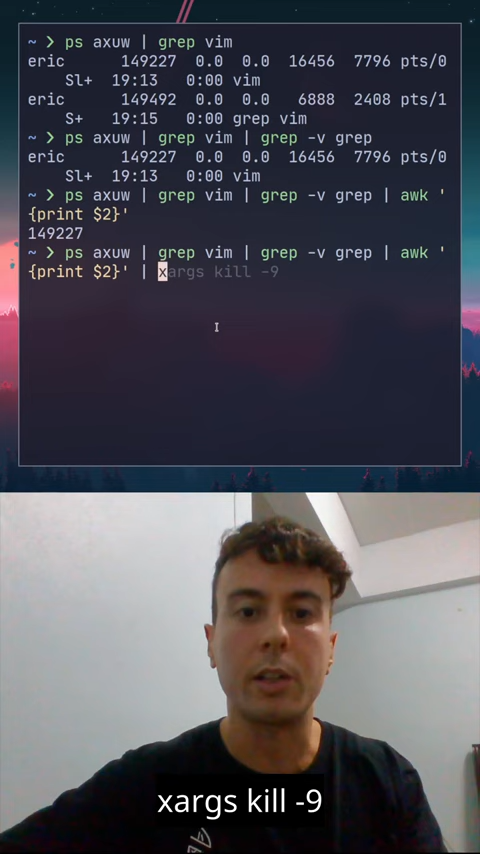 ~ ❯ ps axuw | grep vim
eric      149227  0.0  0.0  16456  7796 pts/0
    Sl+  19:13   0:00 vim
eric      149492  0.0  0.0   6888  2408 pts/1
    S+   19:15   0:00 grep vim
~ ❯ ps axuw | grep vim | grep -v grep
eric      149227  0.0  0.0  16456  7796 pts/0
    Sl+  19:13   0:00 vim
~ ❯ ps axuw | grep vim | grep -v grep | awk '
{print $2}'
149227
~ ❯ ps axuw | grep vim | grep -v grep | awk '
{print $2}' | xargs kill -9
xargs kill -9